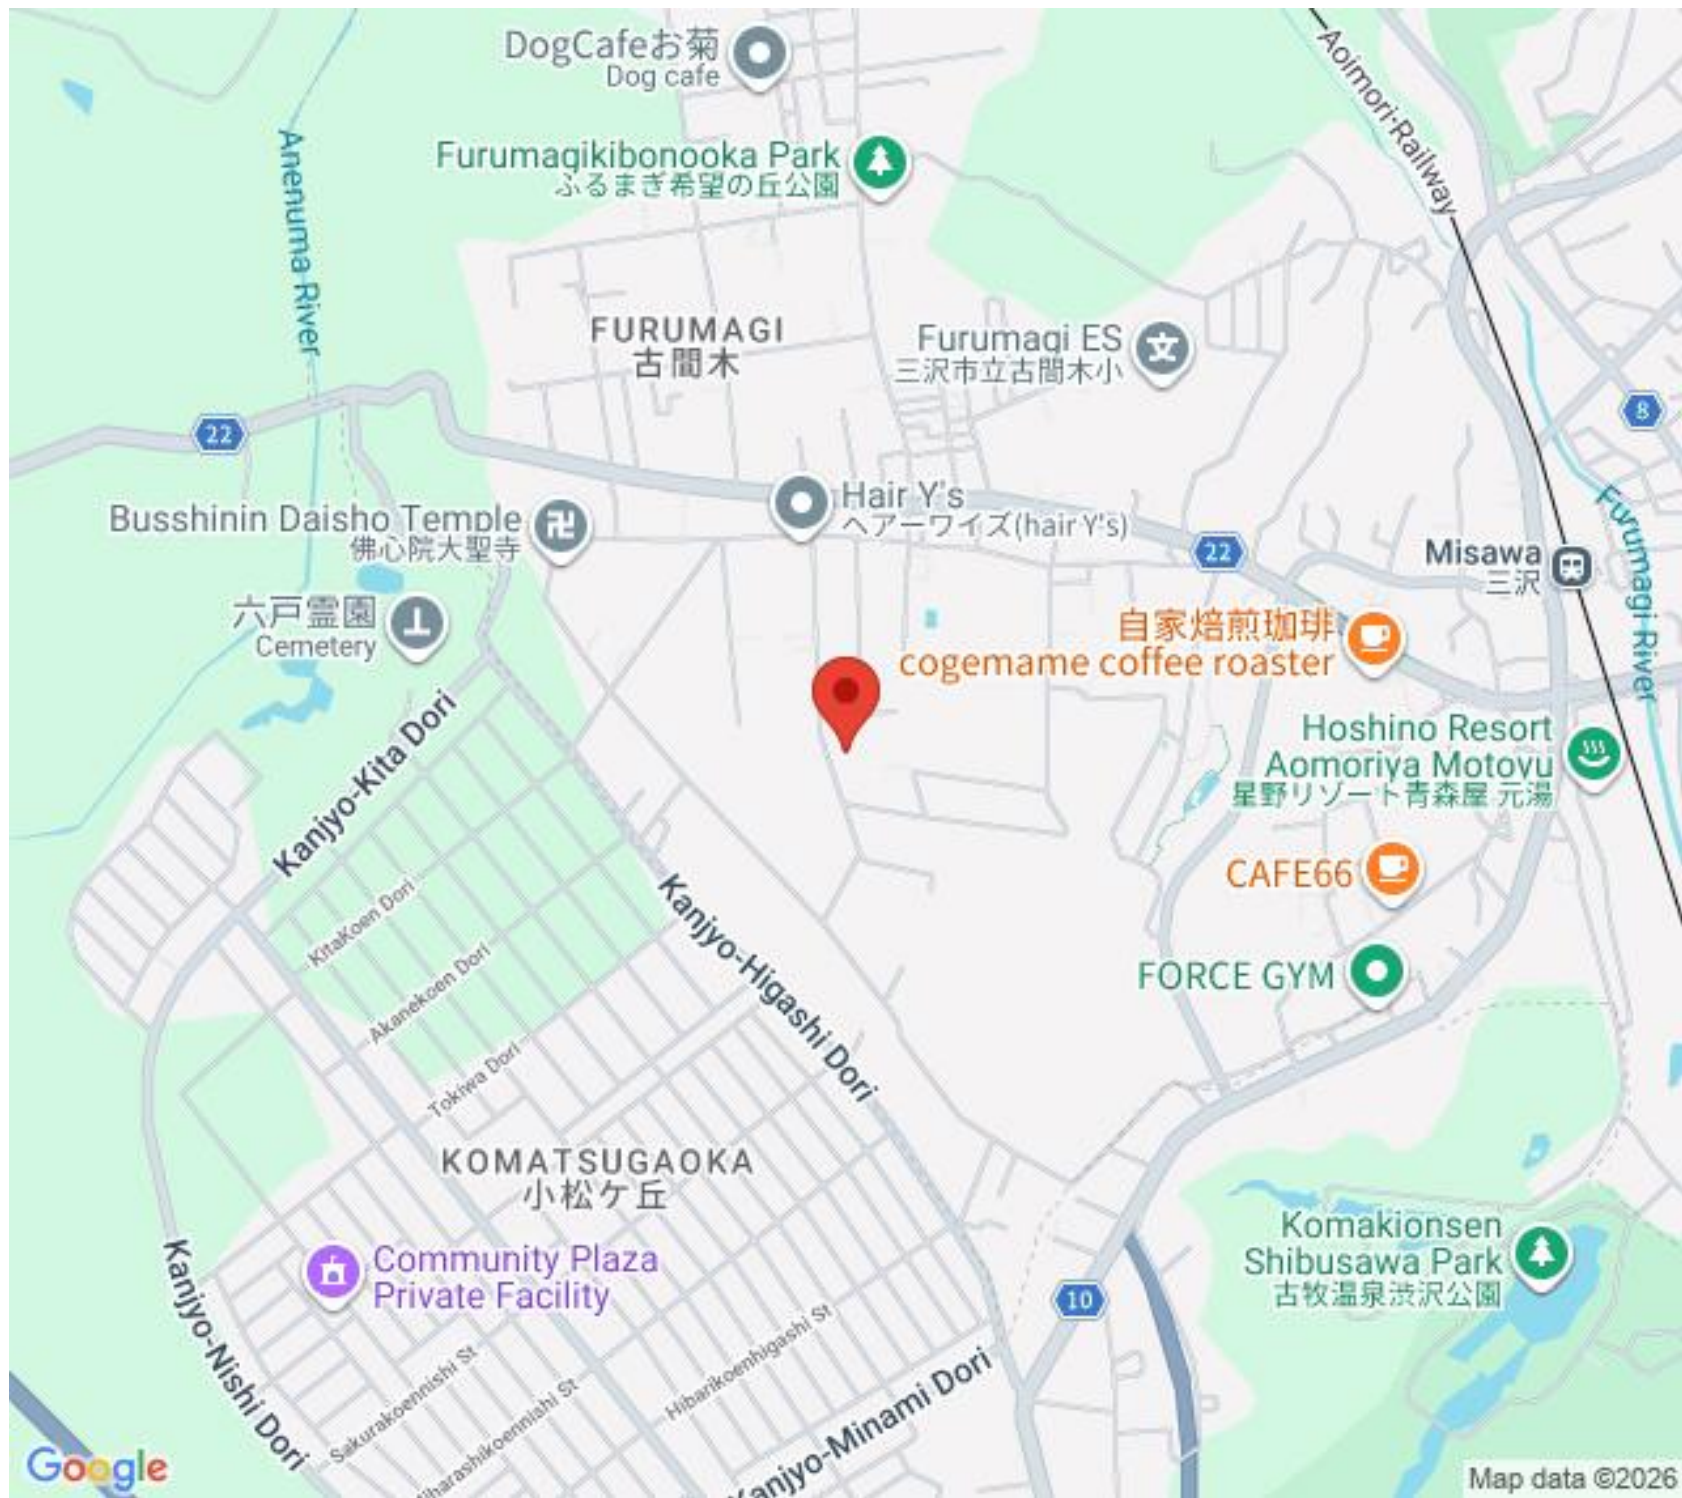 DogCafeお菊
Dog cafe
Aoimori-Railway
Anenuma River
Furumagikibonooka Park
ふるまぎ希望の丘公園
FURUMAGI
古間木
Furumagi ES
三沢市立古間木小
文
22
8
Hair Y's
ヘアーワイズ(hair Y's)
Busshinin Daisho Temple
佛心院大聖寺
卍
22
Misawa
三沢
Furumagi River
六戸霊園
Cemetery
自家焙煎珈琲
cogemame coffee roaster
Hoshino Resort
Aomoriya Motoyu
星野リゾート青森屋 元湯
Kanjyo-Kita Dori
CAFE66
KitaKoen Dori
Akanekoen Dori
Kanjyo-Higashi Dori
FORCE GYM
Tokiwa Dori
KOMATSUGAOKA
小松ケ丘
Community Plaza
Private Facility
Komakionsen
Shibusawa Park
古牧温泉渋沢公園
10
Kanjyo-Nishi Dori
Hibarikoenhigashi St
Sakurakoennishi St
iharashikoennishi St
Kanjyo-Minami Dori
Google
Map data ©2026